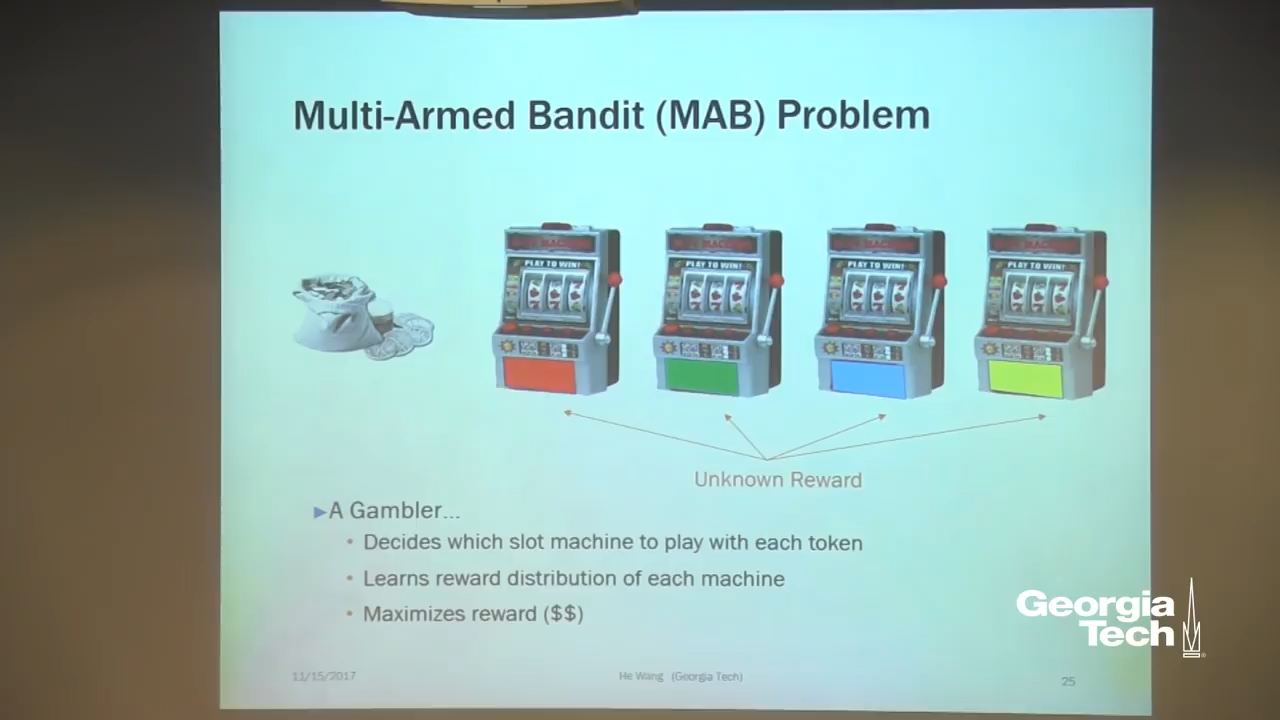 Multi-Armed Bandit (MAB) Problem
PLAY TO WIN!
PLAY TO WIN!
PLAY TO WIN!
PLAY TO WIN!
Unknown Reward
►A Gambler...
• Decides which slot machine to play with each token
• Learns reward distribution of each machine
• Maximizes reward ($$)
Georgia
Tech
11/15/2017
He Wang (Georgia Tech)
25